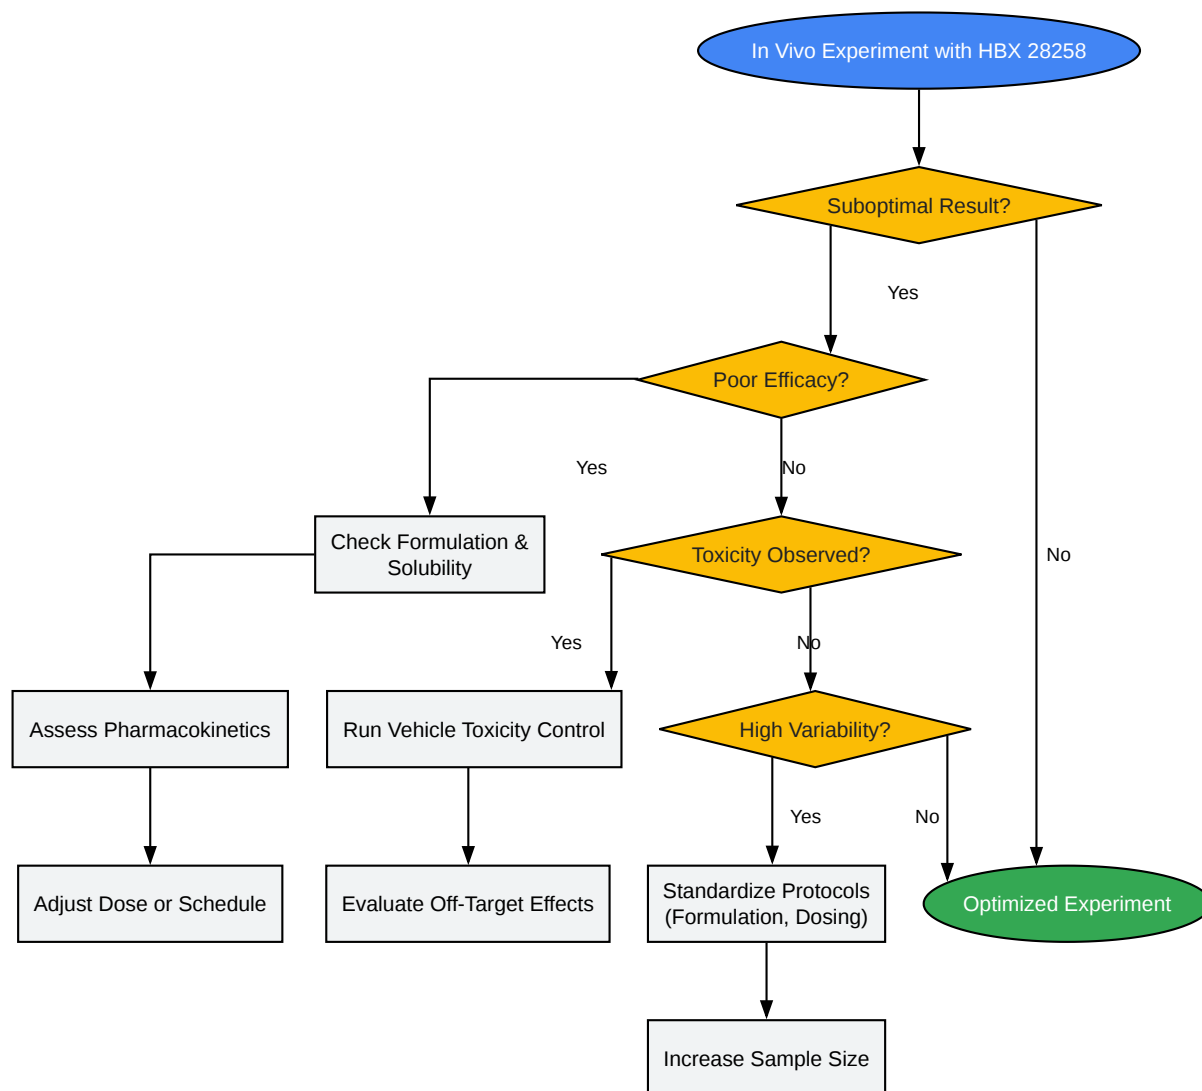 In Vivo Experiment with HBX 28258
Suboptimal Result?
Yes
Poor Efficacy?
Yes
No
Check Formulation &
Solubility
Toxicity Observed?
No
Yes
No
Assess Pharmacokinetics
Run Vehicle Toxicity Control
High Variability?
Yes
No
Adjust Dose or Schedule
Evaluate Off-Target Effects
Standardize Protocols
(Formulation, Dosing)
Optimized Experiment
Increase Sample Size